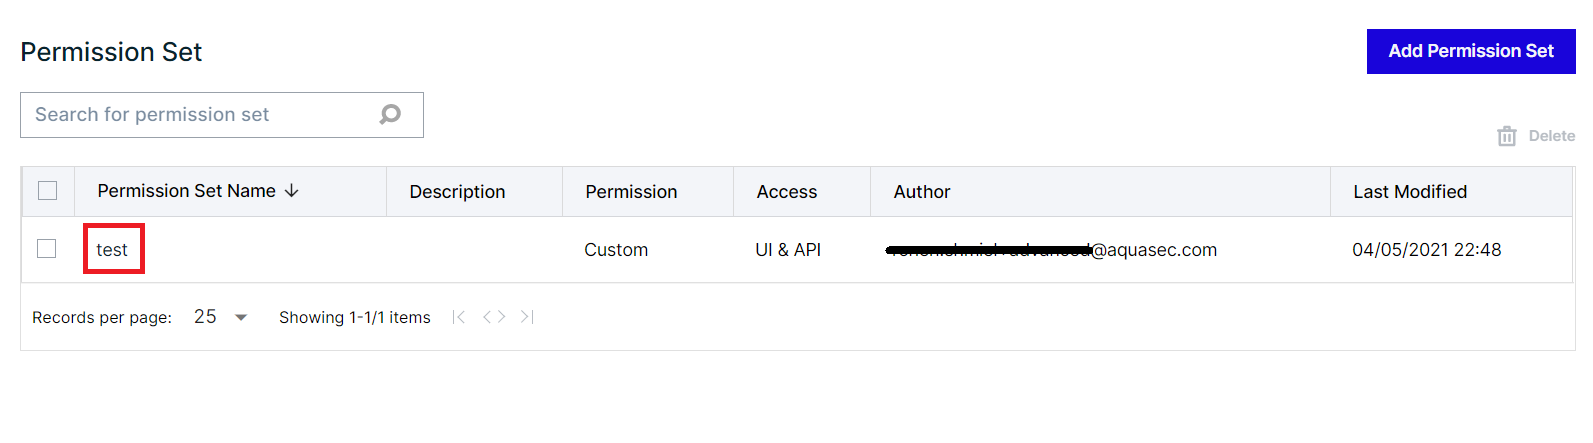 Permission Set
Add Permission Set
Search for permission set
Delete
Permission Set Name Description Permission Access Author Last Modified
test Custom UI & API @aquasec.com 04/05/2021 22:48
Records per page: 25 Showing 1-1/1 items